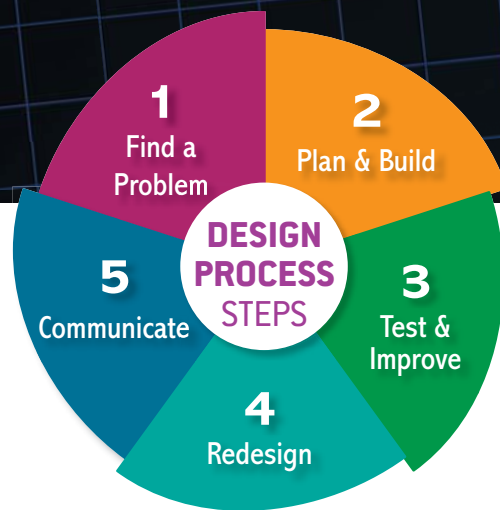 DESIGN
PROCESS
STEPS
1
Find a
Problem
2
Plan & Build
3
Test &
Improve
4
Redesign
5
Communicate